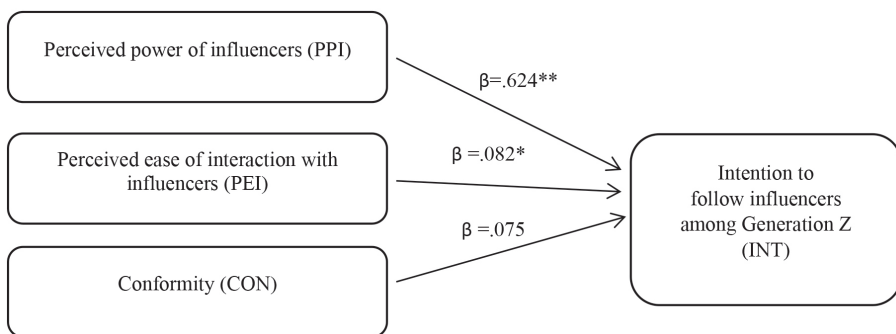 Perceived power of influencers (PPI)
β=.624**
Perceived ease of interaction with
influencers (PEI)
β =.082*
Intention to
follow influencers
among Generation Z
(INT)
β =.075
Conformity (CON)